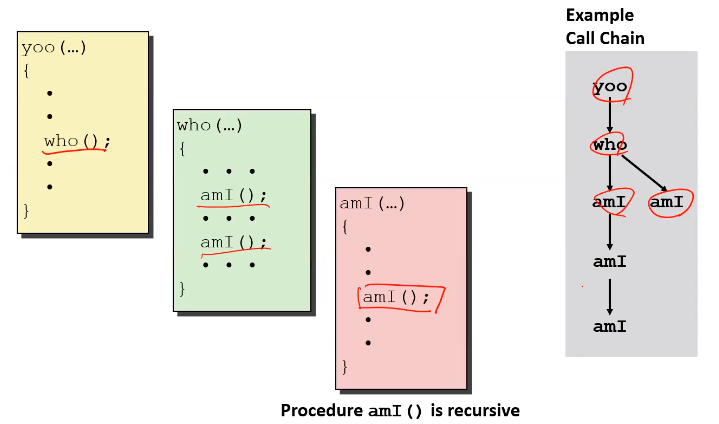 yoo(…)
{
•
•
who();
•
•
}
who(…)
{
• • •
amI();
• • •
amI();
• • •
}
amI(…)
{
•
•
amI();
•
•
}
Procedure amI() is recursive
Example
Call Chain
yoo
who
amI amI
amI
amI